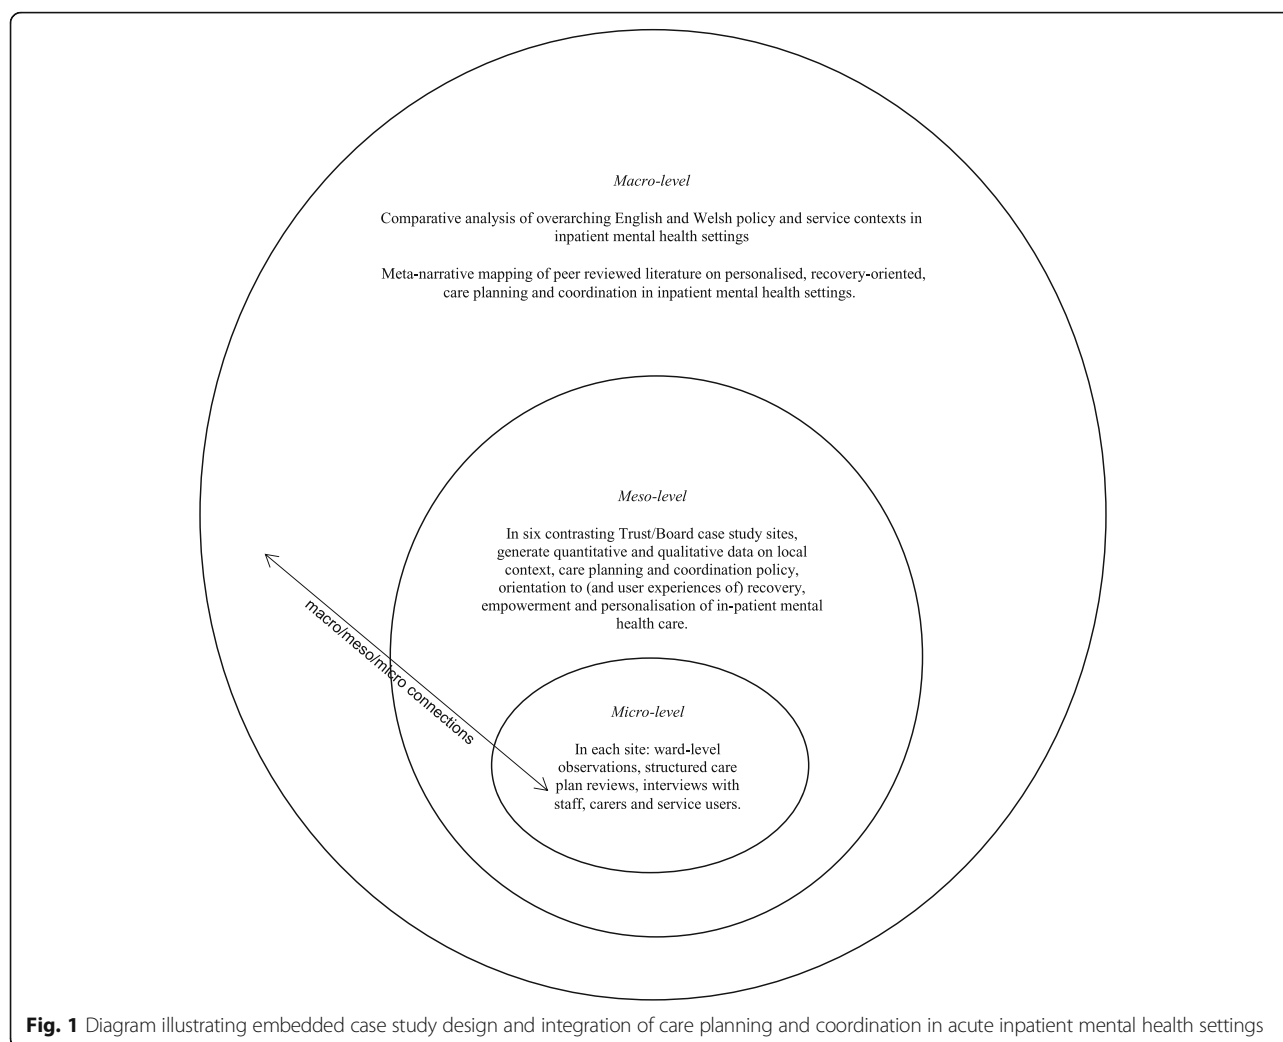 Macro-level
Comparative analysis of overarching English and Welsh policy and service contexts in
inpatient mental health settings
Meta-narrative mapping of peer reviewed literature on personalised, recovery-oriented,
care planning and coordination in inpatient mental health settings.
Meso-level
In six contrasting Trust/Board case study sites,
generate quantitative and qualitative data on local
context, care planning and coordination policy,
orientation to (and user experiences of) recovery,
empowerment and personalisation of in-patient mental
health care.
macro/meso/micro connections
Micro-level
In each site: ward-level
observations, structured care
plan reviews, interviews with
staff, carers and service users.
Fig. 1 Diagram illustrating embedded case study design and integration of care planning and coordination in acute inpatient mental health settings